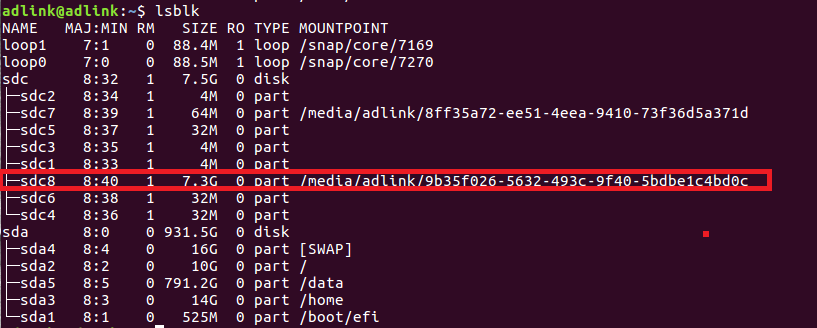 adlink@adlink:~$ lsblk
NAME   MAJ:MIN RM   SIZE RO TYPE MOUNTPOINT
loop1    7:1    0  88.4M  1 loop /snap/core/7169
loop0    7:0    0  88.5M  1 loop /snap/core/7270
sdc      8:32   1   7.5G  0 disk
├─sdc2   8:34   1     4M  0 part
├─sdc7   8:39   1    64M  0 part /media/adlink/8ff35a72-ee51-4eea-9410-73f36d5a371d
├─sdc5   8:37   1    32M  0 part
├─sdc3   8:35   1     4M  0 part
├─sdc1   8:33   1     4M  0 part
├─sdc8   8:40   1   7.3G  0 part /media/adlink/9b35f026-5632-493c-9f40-5bdbe1c4bd0c
├─sdc6   8:38   1    32M  0 part
└─sdc4   8:36   1    32M  0 part
sda      8:0    0 931.5G  0 disk
├─sda4   8:4    0    16G  0 part [SWAP]
├─sda2   8:2    0    10G  0 part /
├─sda5   8:5    0 791.2G  0 part /data
├─sda3   8:3    0    14G  0 part /home
└─sda1   8:1    0   525M  0 part /boot/efi